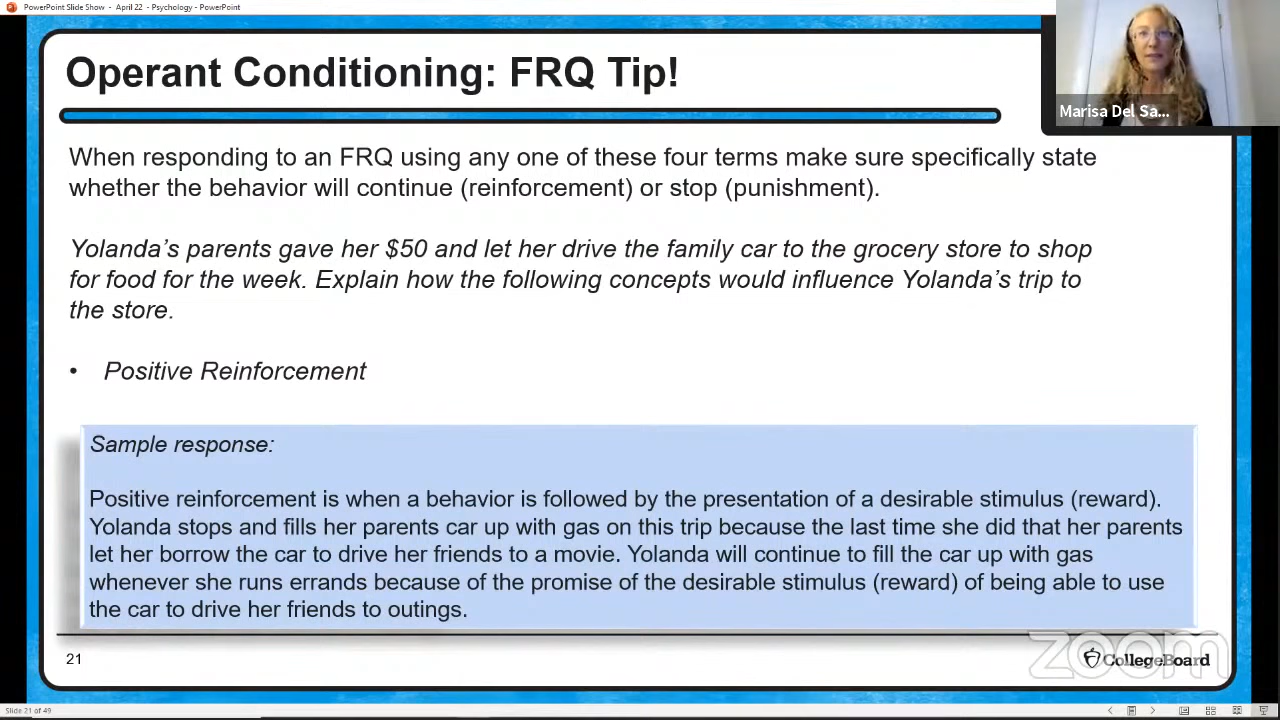 PowerPoint Slide Show - April 22 - Psychology - PowerPoint
Operant Conditioning: FRQ Tip!
Marisa Del Sa...
When responding to an FRQ using any one of these four terms make sure specifically state
whether the behavior will continue (reinforcement) or stop (punishment).
Yolanda’s parents gave her $50 and let her drive the family car to the grocery store to shop
for food for the week. Explain how the following concepts would influence Yolanda’s trip to
the store.
• Positive Reinforcement
Sample response:
Positive reinforcement is when a behavior is followed by the presentation of a desirable stimulus (reward).
Yolanda stops and fills her parents car up with gas on this trip because the last time she did that her parents
let her borrow the car to drive her friends to a movie. Yolanda will continue to fill the car up with gas
whenever she runs errands because of the promise of the desirable stimulus (reward) of being able to use
the car to drive her friends to outings.
21
zoom
CollegeBoard
Slide 21 of 49